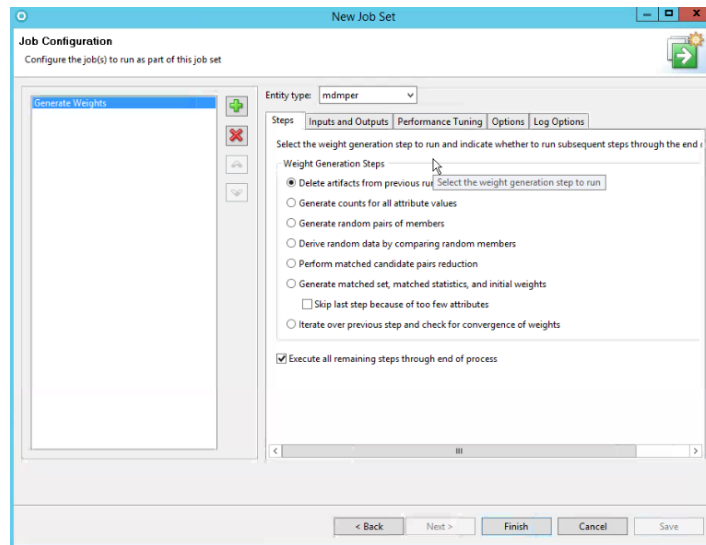 New Job Set
Job Configuration
Configure the job(s) to run as part of this job set
Generate Weights
Entity type: mdmper
Steps Inputs and Outputs Performance Tuning Options Log Options
Select the weight generation step to run and indicate whether to run subsequent steps through the end
Weight Generation Steps
Delete artifacts from previous run
Select the weight generation step to run
Generate counts for all attribute values
Generate random pairs of members
Derive random data by comparing random members
Perform matched candidate pairs reduction
Generate matched set, matched statistics, and initial weights
Skip last step because of too few attributes
Iterate over previous step and check for convergence of weights
Execute all remaining steps through end of process
< Back Next > Finish Cancel Save